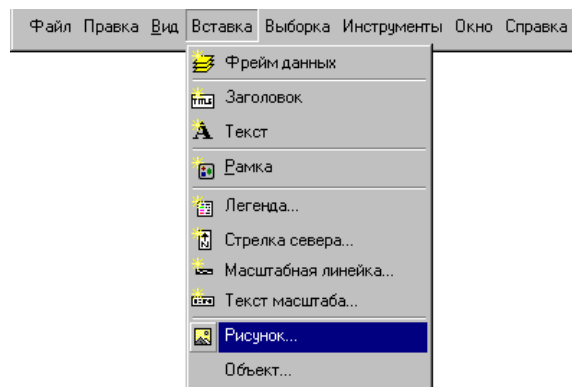 Файл Правка Вид Вставка Выборка Инструменты Окно Справка
Фрейм данных
Заголовок
Текст
Рамка
Легенда...
Стрелка севера...
Масштабная линейка...
Текст масштаба...
Рисунок...
Объект...